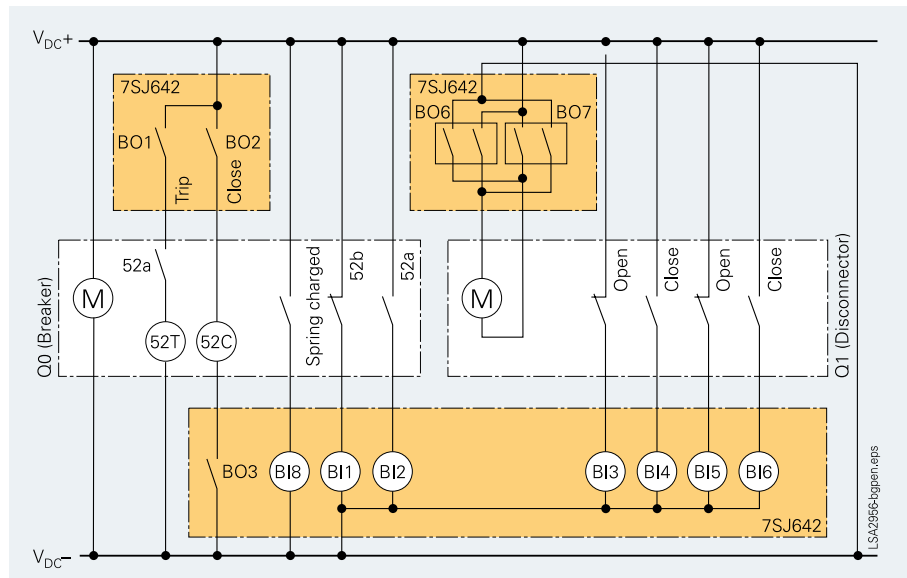 VDC+
7SJ642
BO1
BO2
Trip
Close
7SJ642
BO6
BO7
Q0 (Breaker)
M
52a
52T
52C
Spring charged
52b
52a
M
Open
Close
Open
Close
Q1 (Disconnector)
BO3
BI8
BI1
BI2
BI3
BI4
BI5
BI6
7SJ642
VDC–
LSA2956-bgpen.eps